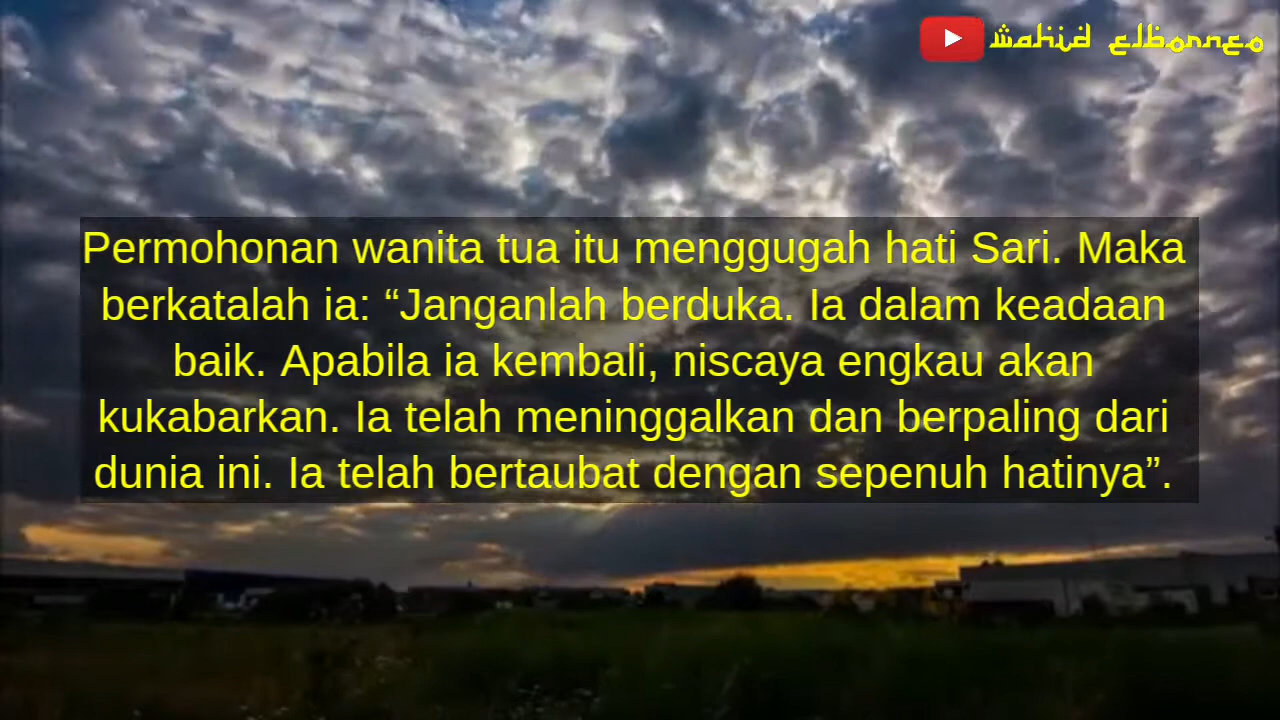 wahid elborneo
Permohonan wanita tua itu menggugah hati Sari. Maka
berkatalah ia: “Janganlah berduka. Ia dalam keadaan
baik. Apabila ia kembali, niscaya engkau akan
kukabarkan. Ia telah meninggalkan dan berpaling dari
dunia ini. Ia telah bertaubat dengan sepenuh hatinya”.